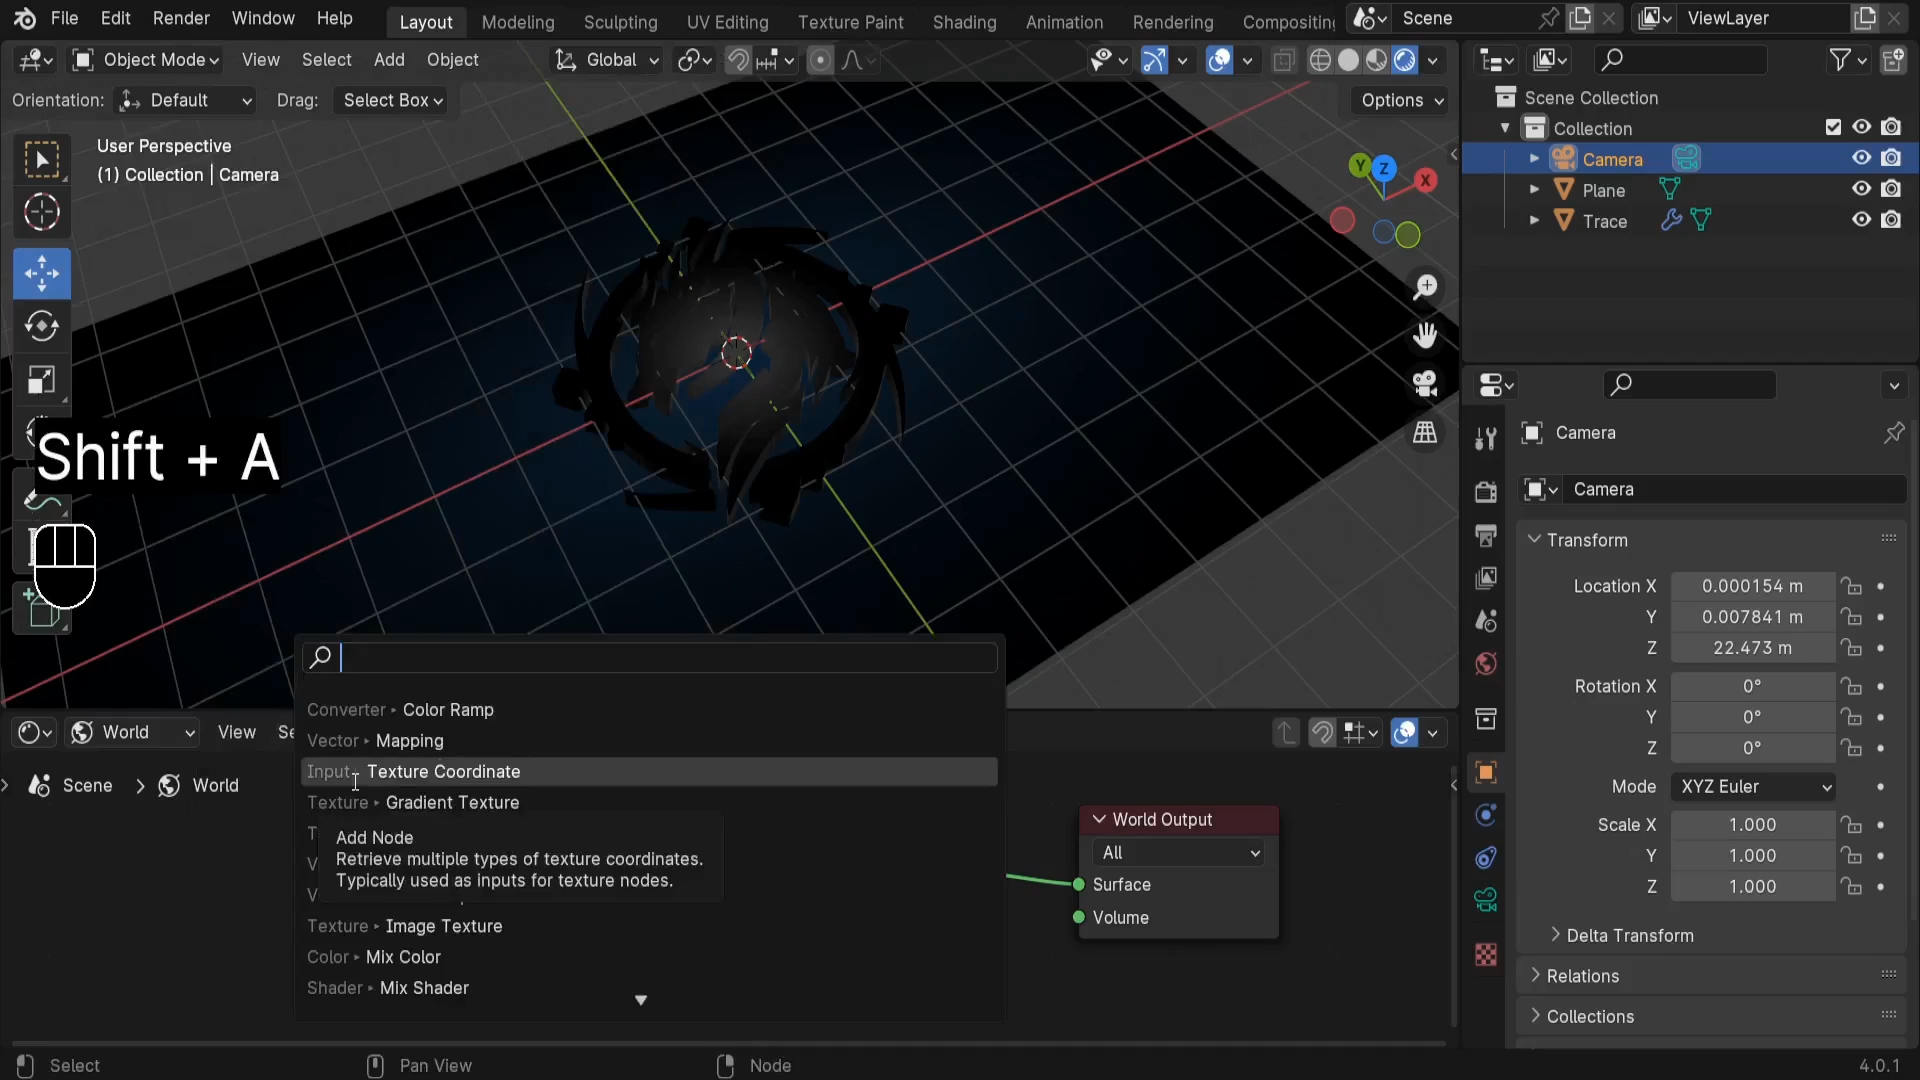 File Edit Render Window Help
Layout Modeling Sculpting UV Editing Texture Paint Shading Animation Rendering Compositing
Scene
ViewLayer
Object Mode View Select Add Object
Global
Orientation: Default Drag: Select Box
Options
User Perspective
(1) Collection | Camera
Y Z X
Scene Collection
Collection
Camera
Plane
Trace
Shift + A
Converter Color Ramp
Vector Mapping
Input Texture Coordinate
Texture Gradient Texture
Add Node
Retrieve multiple types of texture coordinates.
Typically used as inputs for texture nodes.
Texture Image Texture
Color Mix Color
Shader Mix Shader
World View Se
Scene World
World Output
All
Surface
Volume
Camera
Camera
Transform
Location X 0.000154 m
Y 0.007841 m
Z 22.473 m
Rotation X 0°
Y 0°
Z 0°
Mode XYZ Euler
Scale X 1.000
Y 1.000
Z 1.000
Delta Transform
Relations
Collections
Select Pan View Node 4.0.1